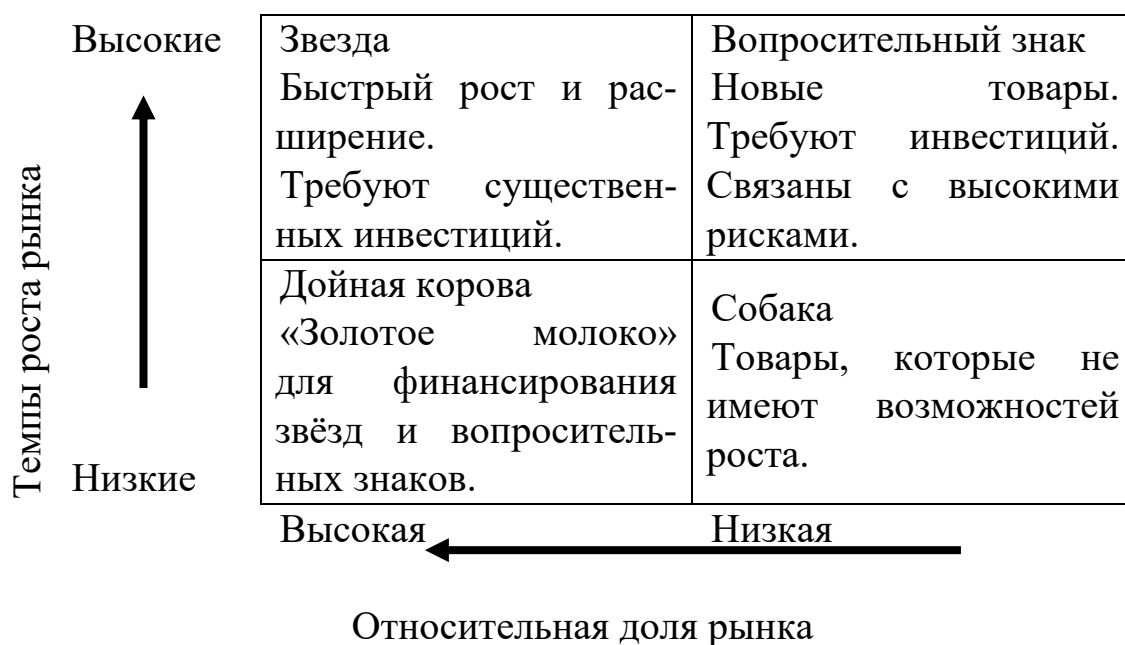 Высокие
Звезда
Быстрый рост и рас-
ширение.
Требуют существен-
ных инвестиций.
Вопросительный знак
Новые товары.
Требуют инвестиций.
Связаны с высокими
рисками.
Темпы роста рынка
Низкие
Дойная корова
«Золотое молоко»
для финансирования
звёзд и вопроситель-
ных знаков.
Собака
Товары, которые не
имеют возможностей
роста.
Высокая
Низкая
Относительная доля рынка